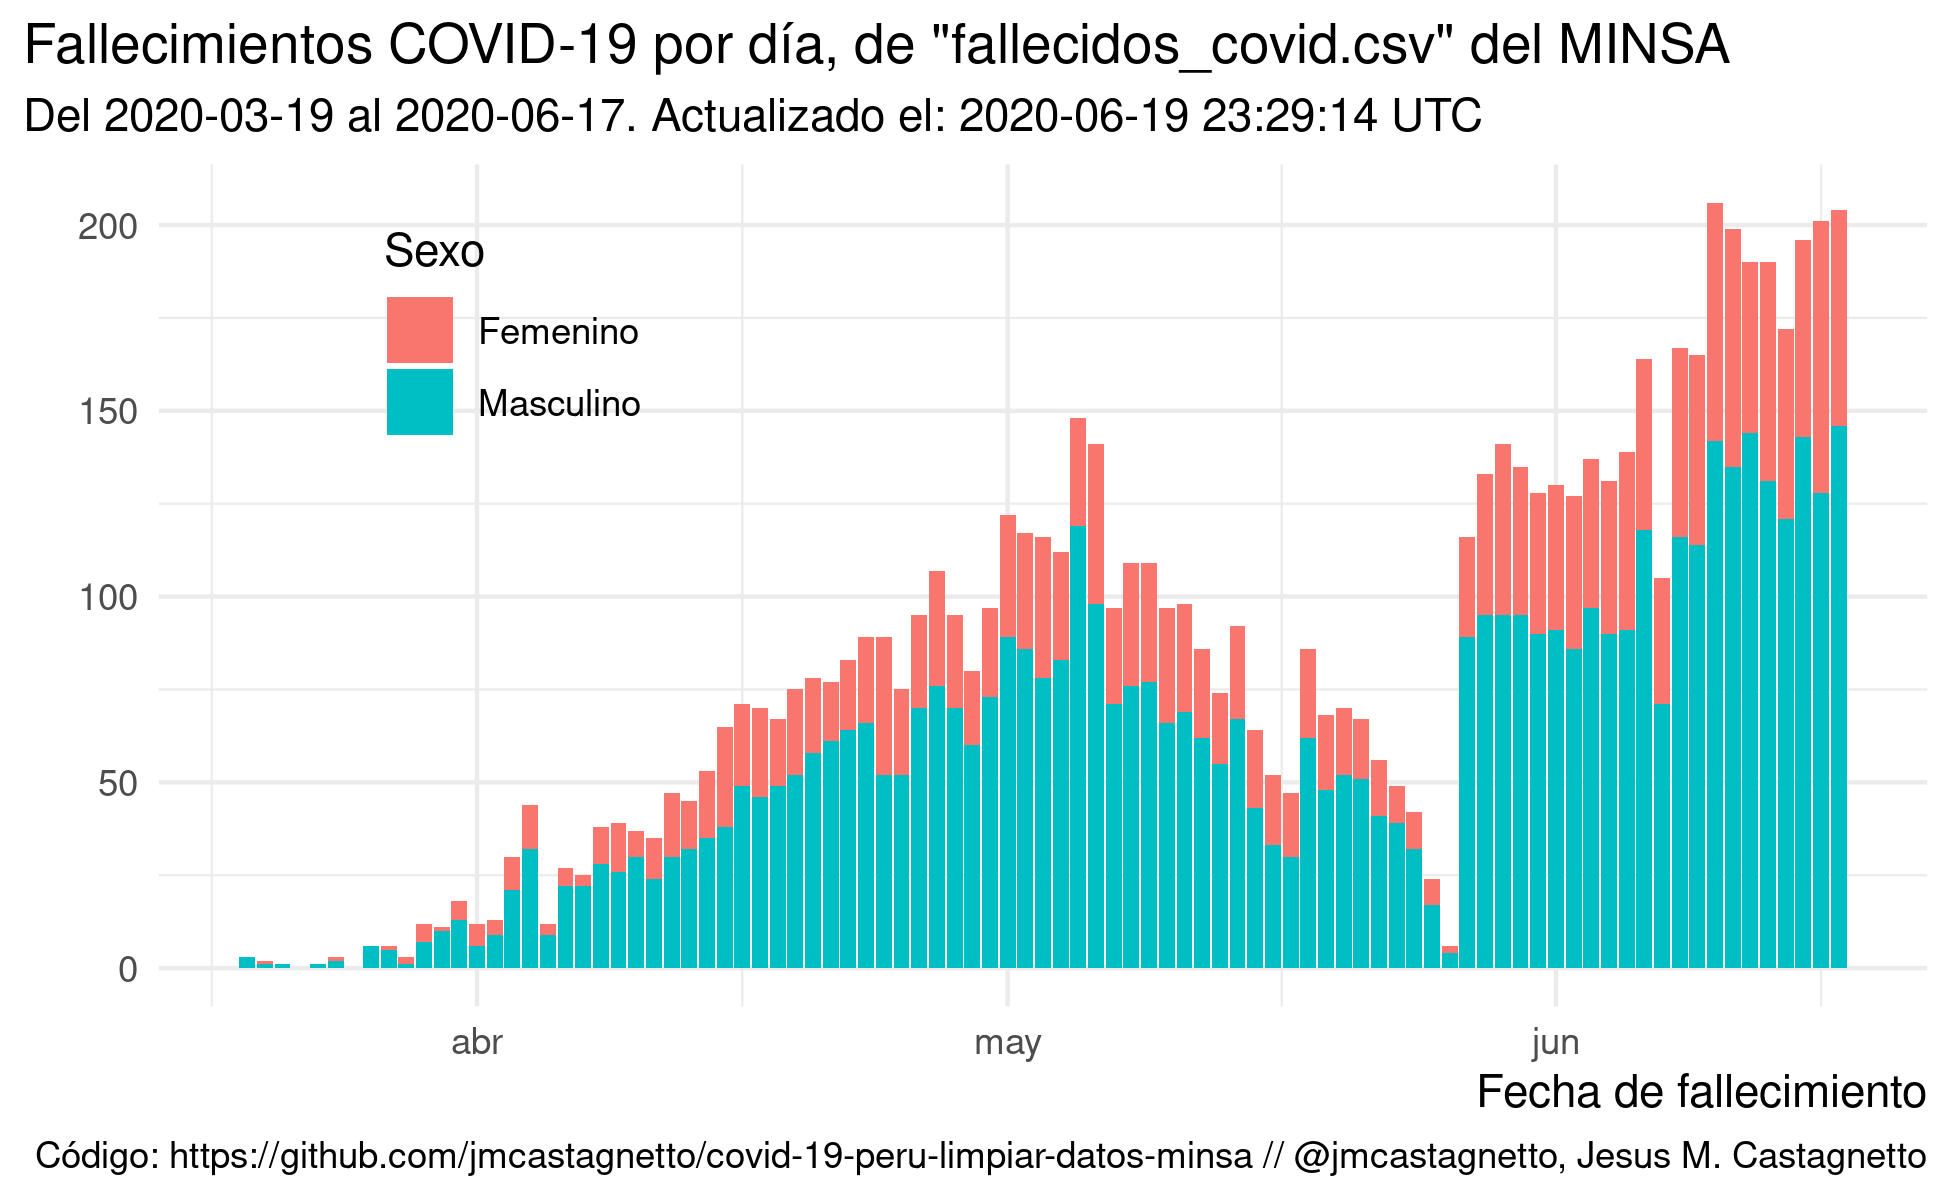 Fallecimientos COVID-19 por día, de "fallecidos_covid.csv" del MINSA
Del 2020-03-19 al 2020-06-17. Actualizado el: 2020-06-19 23:29:14 UTC
200
150
100
50
0
Sexo
Femenino
Masculino
abr may jun
Fecha de fallecimiento
Código: https://github.com/jmcastagnetto/covid-19-peru-limpiar-datos-minsa // @jmcastagnetto, Jesus M. Castagnetto